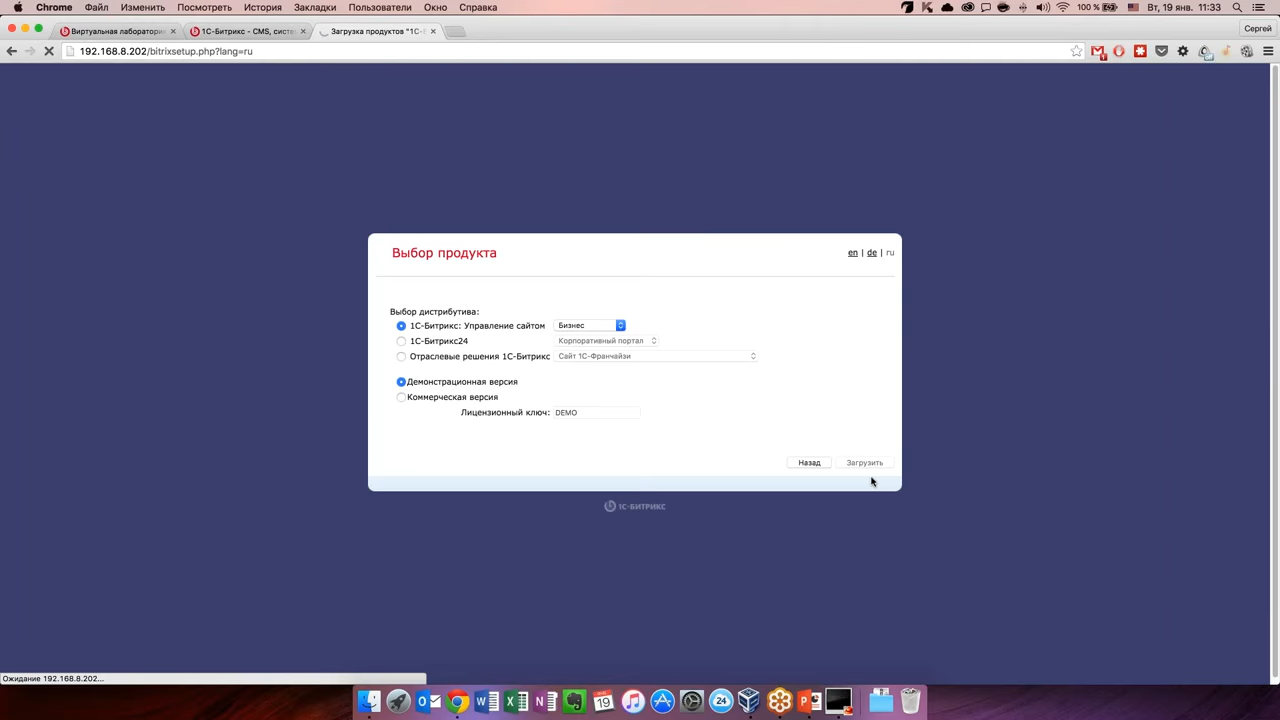 Chrome Файл Изменить Посмотреть История Закладки Пользователи Окно Справка 100 % Вт, 19 янв. 11:33
Виртуальная лаборатори 1С-Битрикс - CMS, систе Загрузка продуктов "1С-Б Сергей
192.168.8.202/bitrixsetup.php?lang=ru
Выбор продукта en | de | ru
Выбор дистрибутива:
1С-Битрикс: Управление сайтом Бизнес
1С-Битрикс24 Корпоративный портал
Отраслевые решения 1С-Битрикс Сайт 1С-Франчайзи
Демонстрационная версия
Коммерческая версия
Лицензионный ключ: DEMO
Назад Загрузить
1С-БИТРИКС
Ожидание 192.168.8.202...
19 24